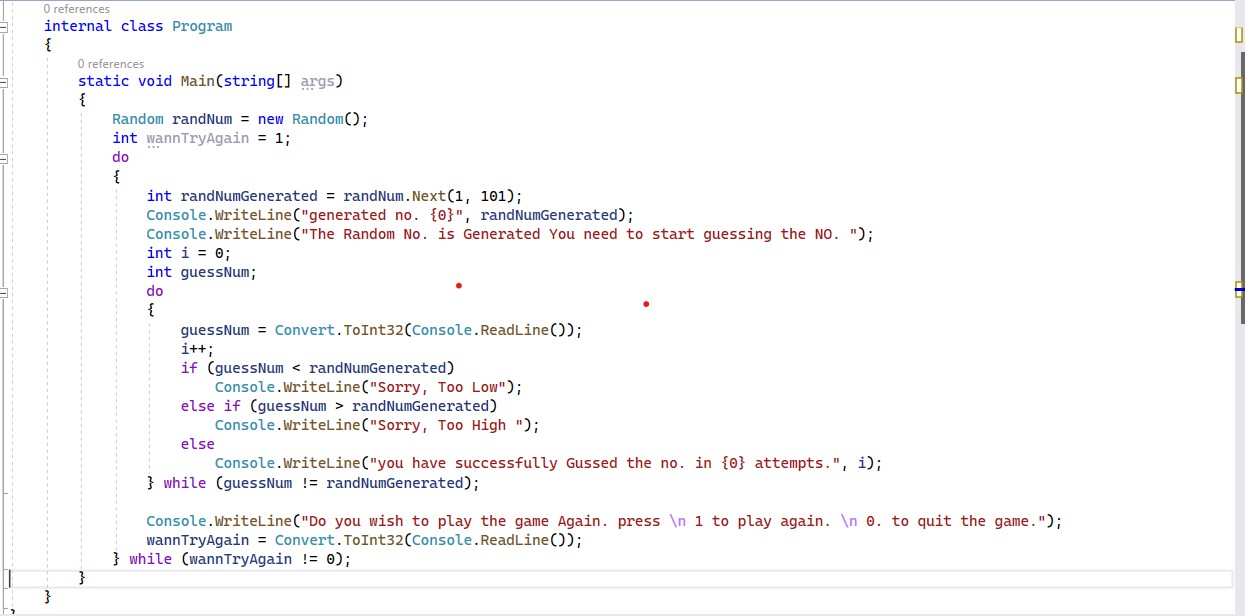 0 references
internal class Program
{
0 references
static void Main(string[] args)
{
Random randNum = new Random();
int wannTryAgain = 1;
do
{
int randNumGenerated = randNum.Next(1, 101);
Console.WriteLine("generated no. {0}", randNumGenerated);
Console.WriteLine("The Random No. is Generated You need to start guessing the NO. ");
int i = 0;
int guessNum;
do
{
guessNum = Convert.ToInt32(Console.ReadLine());
i++;
if (guessNum < randNumGenerated)
Console.WriteLine("Sorry, Too Low");
else if (guessNum > randNumGenerated)
Console.WriteLine("Sorry, Too High ");
else
Console.WriteLine("you have successfully Gussed the no. in {0} attempts.", i);
} while (guessNum != randNumGenerated);
Console.WriteLine("Do you wish to play the game Again. press \n 1 to play again. \n 0. to quit the game.");
wannTryAgain = Convert.ToInt32(Console.ReadLine());
} while (wannTryAgain != 0);
}
}
}